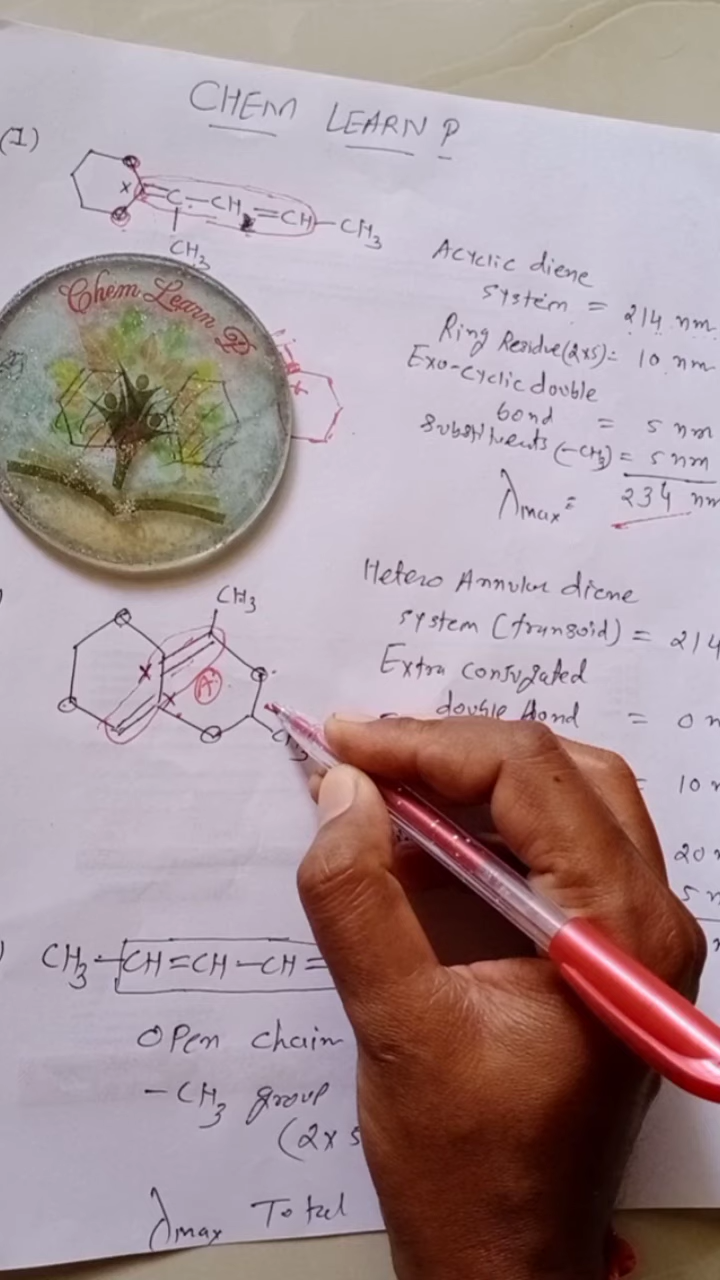 CHEM LEARN P
(1)
=C-CH=CH-CH3
CH3
Chem Learn P
Acyclic diene
system = 214 nm
Ring Residue (2x5) = 10 nm
Exo-cyclic double
bond = 5 nm
Substituents (-CH3) = 5 nm
λmax = 234 nm
Hetero Annular diene
system (transoid) = 214
Extra conjugated
double bond = 0 n
CH3
A
= 10 n
20 n
5 n
CH3-CH=CH-CH=
Open chain
-CH3 group
(2x5
λmax Total